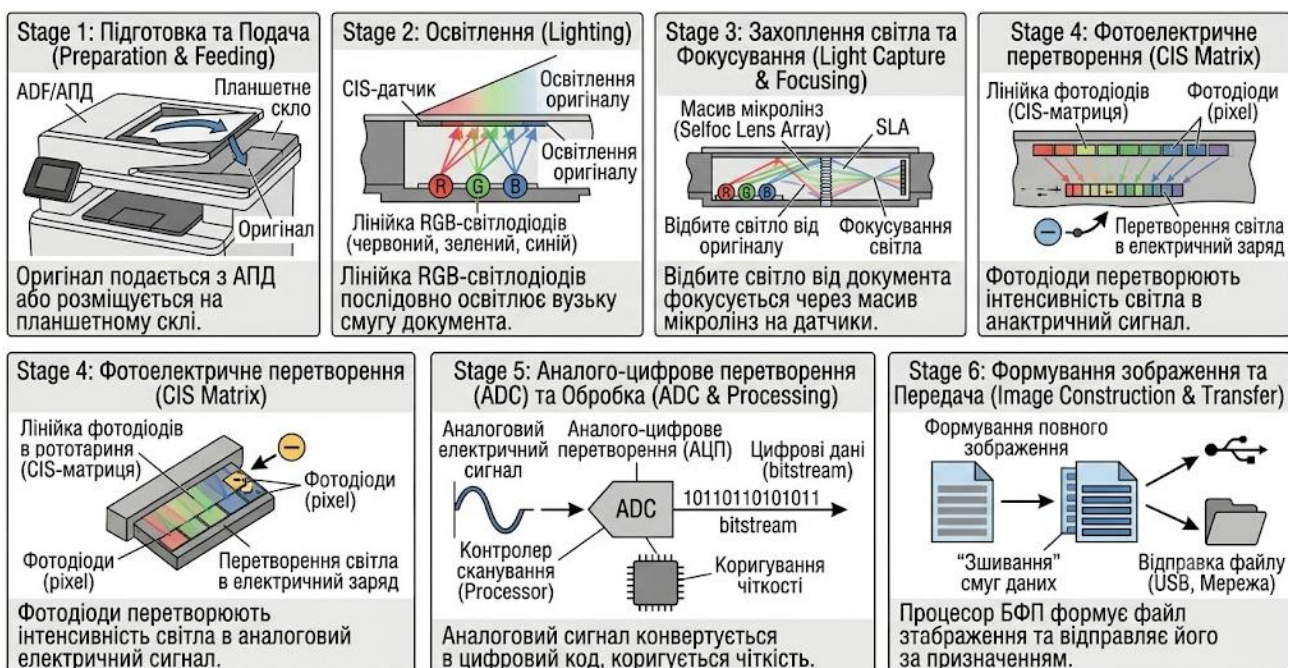 Stage 1: Підготовка та Подача
(Preparation & Feeding)
ADF/АПД
Планшетне
скло
Оригінал
Оригінал подається з АПД
або розміщується на
планшетному склі.
Stage 2: Освітлення (Lighting)
CIS-датчик
Освітлення
оригіналу
Освітлення
оригіналу
R G B
Лінійка RGB-світлодіодів
(червоний, зелений, синій)
Лінійка RGB-світлодіодів
послідовно освітлює вузьку
смугу документа.
Stage 3: Захоплення світла та
Фокусування (Light Capture
& Focusing)
Масив мікролінз
(Selfoc Lens Array)
SLA
R G B
Відбите світло від
оригіналу
Фокусування
світла
Відбите світло від документа
фокусується через масив
мікролінз на датчики.
Stage 4: Фотоелектричне
перетворення (CIS Matrix)
Лінійка фотодіодів
(CIS-матриця)
Фотодіоди
(pixel)
Перетворення світла
в електричний заряд
Фотодіоди перетворюють
інтенсивність світла в
анактричний сигнал.
Stage 4: Фотоелектричне перетворення
(CIS Matrix)
Лінійка фотодіодів
в рототариня
(CIS-матриця)
Фотодіоди
(pixel)
Фотодіоди
(pixel)
Перетворення світла
в електричний заряд
Фотодіоди перетворюють
інтенсивність світла в аналоговий
електричний сигнал.
Stage 5: Аналого-цифрове перетворення
(ADC) та Обробка (ADC & Processing)
Аналоговий
електричний
сигнал
Аналого-цифрове
перетворення (АЦП)
Цифрові дані
(bitstream)
ADC
10110110101011
bitstream
Контролер
сканування
(Processor)
Коригування
чіткості
Аналоговий сигнал конвертується
в цифровий код, коригується чіткість.
Stage 6: Формування зображення та
Передача (Image Construction & Transfer)
Формування повного
зображення
"Зшивання"
смуг даних
Відправка файлу
(USB, Мережа)
Процесор БФП формує файл
зтабраження та відправляє його
за призначенням.